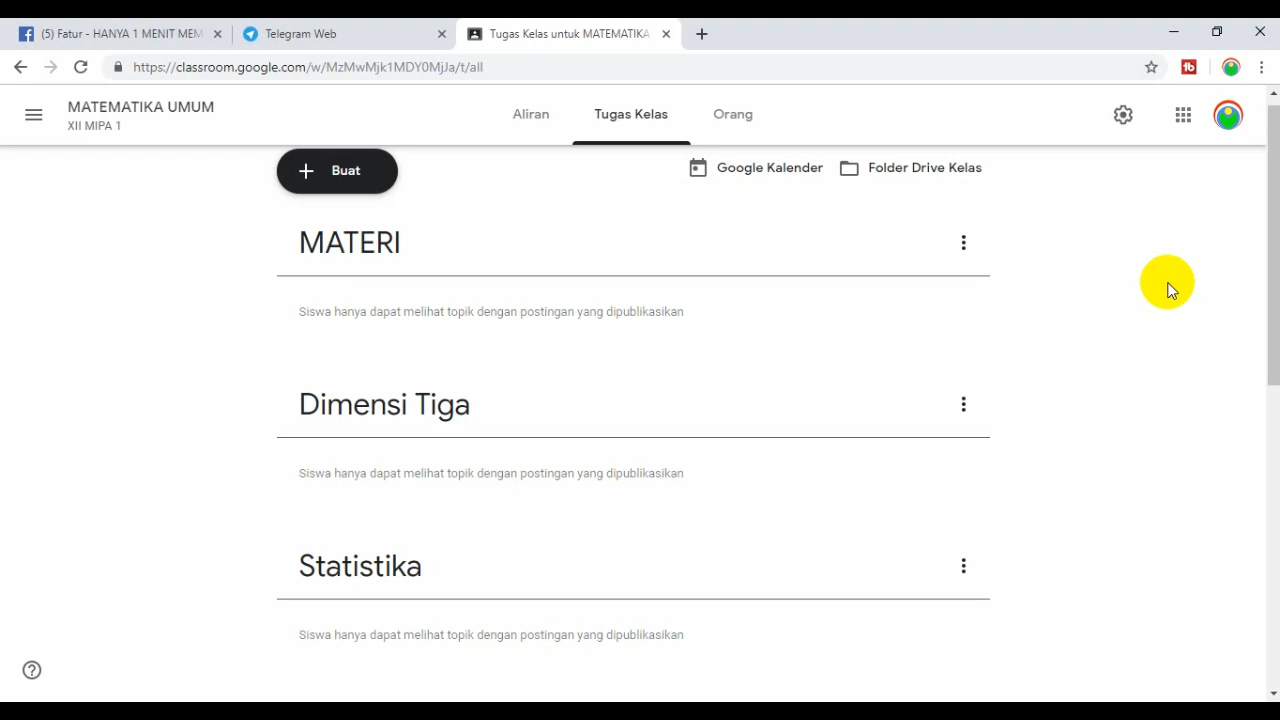 (5) Fatur - HANYA 1 MENIT MEM
Telegram Web
Tugas Kelas untuk MATEMATIKA
https://classroom.google.com/w/MzMwMjk1MDY0MjJa/t/all
MATEMATIKA UMUM
XII MIPA 1
Aliran
Tugas Kelas
Orang
Buat
Google Kalender
Folder Drive Kelas
MATERI
Siswa hanya dapat melihat topik dengan postingan yang dipublikasikan
Dimensi Tiga
Siswa hanya dapat melihat topik dengan postingan yang dipublikasikan
Statistika
Siswa hanya dapat melihat topik dengan postingan yang dipublikasikan